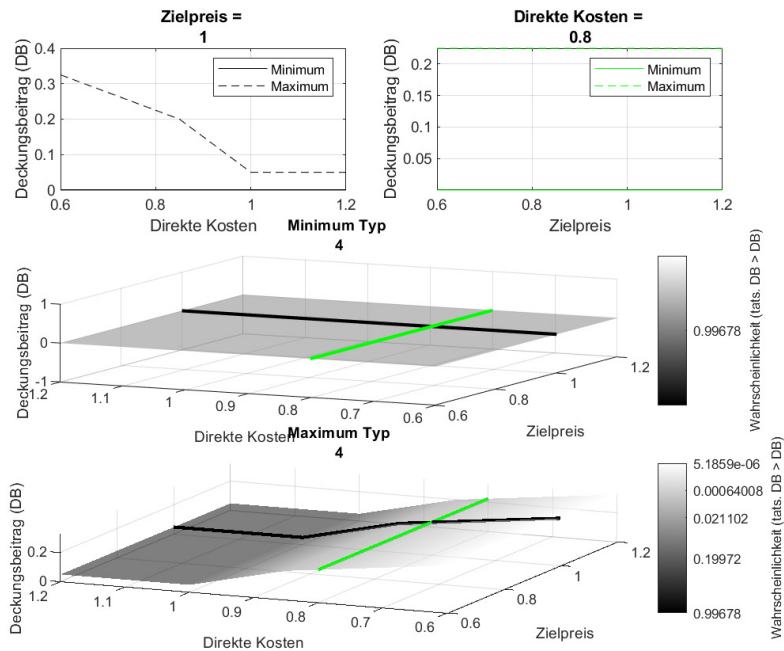 Zielpreis =
1
Deckungsbeitrag (DB)
0.4
0.3
0.2
0.1
0
Minimum
Maximum
0.6
0.8
1
1.2
Direkte Kosten
Direkte Kosten =
0.8
Deckungsbeitrag (DB)
0.2
0.15
0.1
0.05
Minimum
Maximum
0.6
0.8
1
1.2
Zielpreis
Minimum Typ
4
Deckungsbeitrag (DB)
1
0
-1
1.2
1.1
1
0.9
0.8
0.7
0.6
Direkte Kosten
0.6
0.8
1
1.2
Zielpreis
0.99678
Wahrscheinlichkeit (tats. DB > DB)
Maximum Typ
4
Deckungsbeitrag (DB)
0.2
0
1.2
1.1
1
0.9
0.8
0.7
0.6
Direkte Kosten
0.6
0.8
1
1.2
Zielpreis
5.1859e-06
0.00064008
0.021102
0.19972
0.99678
Wahrscheinlichkeit (tats. DB > DB)